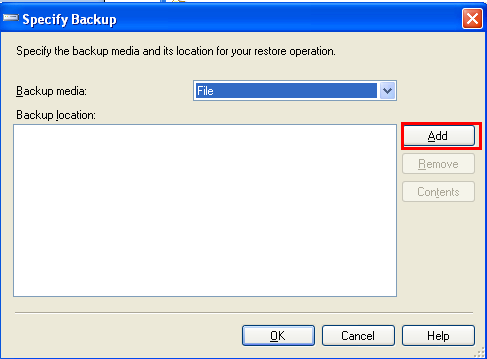 Specify Backup
Specify the backup media and its location for your restore operation.
Backup media:
File
Backup location:
Add
Remove
Contents
OK
Cancel
Help